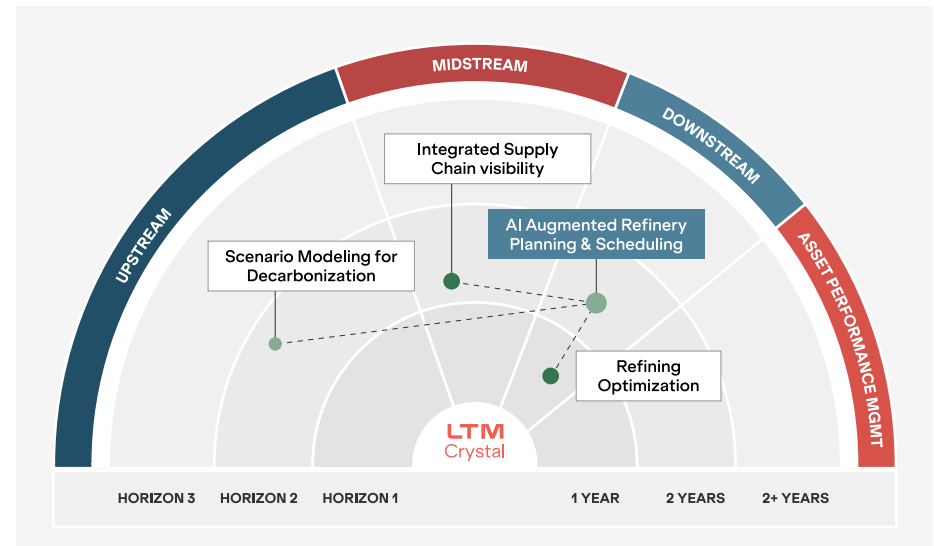 MIDSTREAM
DOWNSTREAM
UPSTREAM
ASSET PERFORMANCE MGMT
Integrated Supply
Chain visibility
AI Augmented Refinery
Planning & Scheduling
Scenario Modeling for
Decarbonization
Refining
Optimization
LTM
Crystal
HORIZON 3
HORIZON 2
HORIZON 1
1 YEAR
2 YEARS
2+ YEARS